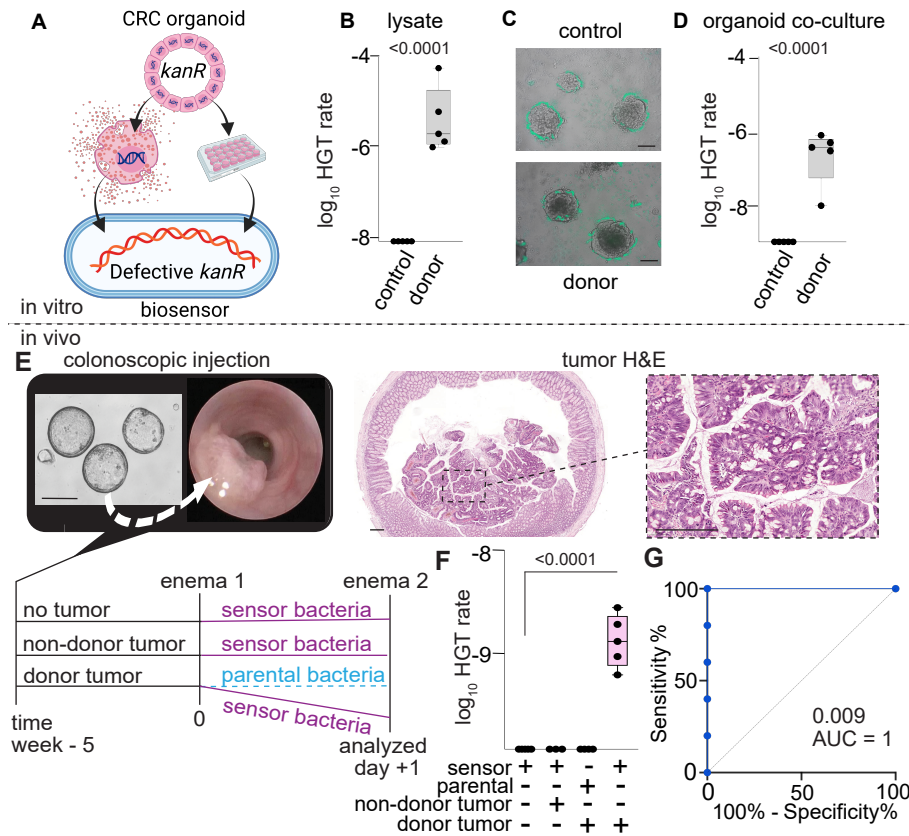 A
CRC organoid
kanR
Defective kanR
biosensor
in vitro
B
lysate
<0.0001
-4
-6
-8
log10 HGT rate
control
donor
C
control
donor
D
organoid co-culture
<0.0001
-4
-6
-8
log10 HGT rate
control
donor
in vivo
E
colonoscopic injection
tumor H&E
enema 1
enema 2
no tumor
sensor bacteria
non-donor tumor
sensor bacteria
donor tumor
parental bacteria
sensor bacteria
time
week - 5
0
analyzed
day +1
F
<0.0001
-8
-9
log10 HGT rate
sensor + + - +
parental - - + -
non-donor tumor - + - -
donor tumor - - + +
G
100
50
0
Sensitivity %
0.009
AUC = 1
0 50 100
100% - Specificity%